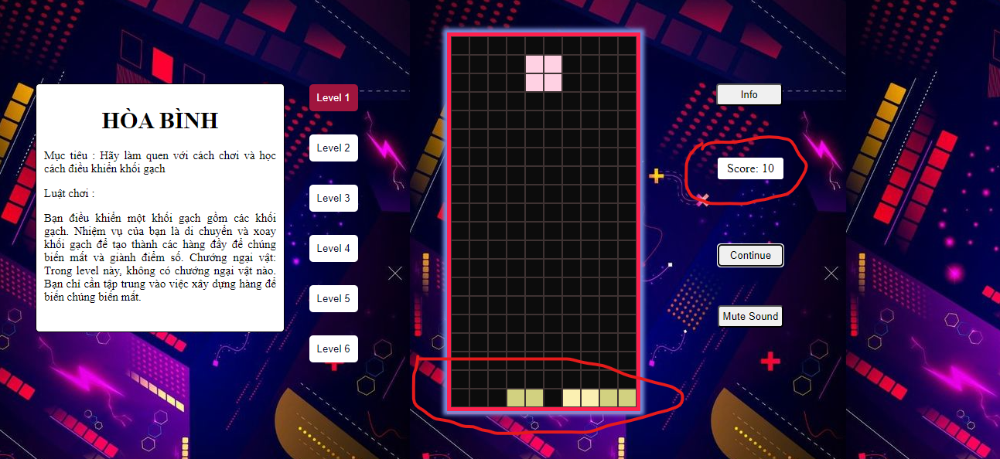 HÒA BÌNH
Mục tiêu : Hãy làm quen với cách chơi và học
cách điều khiển khối gạch
Luật chơi :
Bạn điều khiển một khối gạch gồm các khối
gạch. Nhiệm vụ của bạn là di chuyển và xoay
khối gạch để tạo thành các hàng đầy để chúng
biến mất và giành điểm số. Chướng ngại vật:
Trong level này, không có chướng ngại vật nào.
Bạn chỉ cần tập trung vào việc xây dựng hàng để
biến chúng biến mất.
Level 1
Level 2
Level 3
Level 4
Level 5
Level 6
Info
Score: 10
Continue
Mute Sound